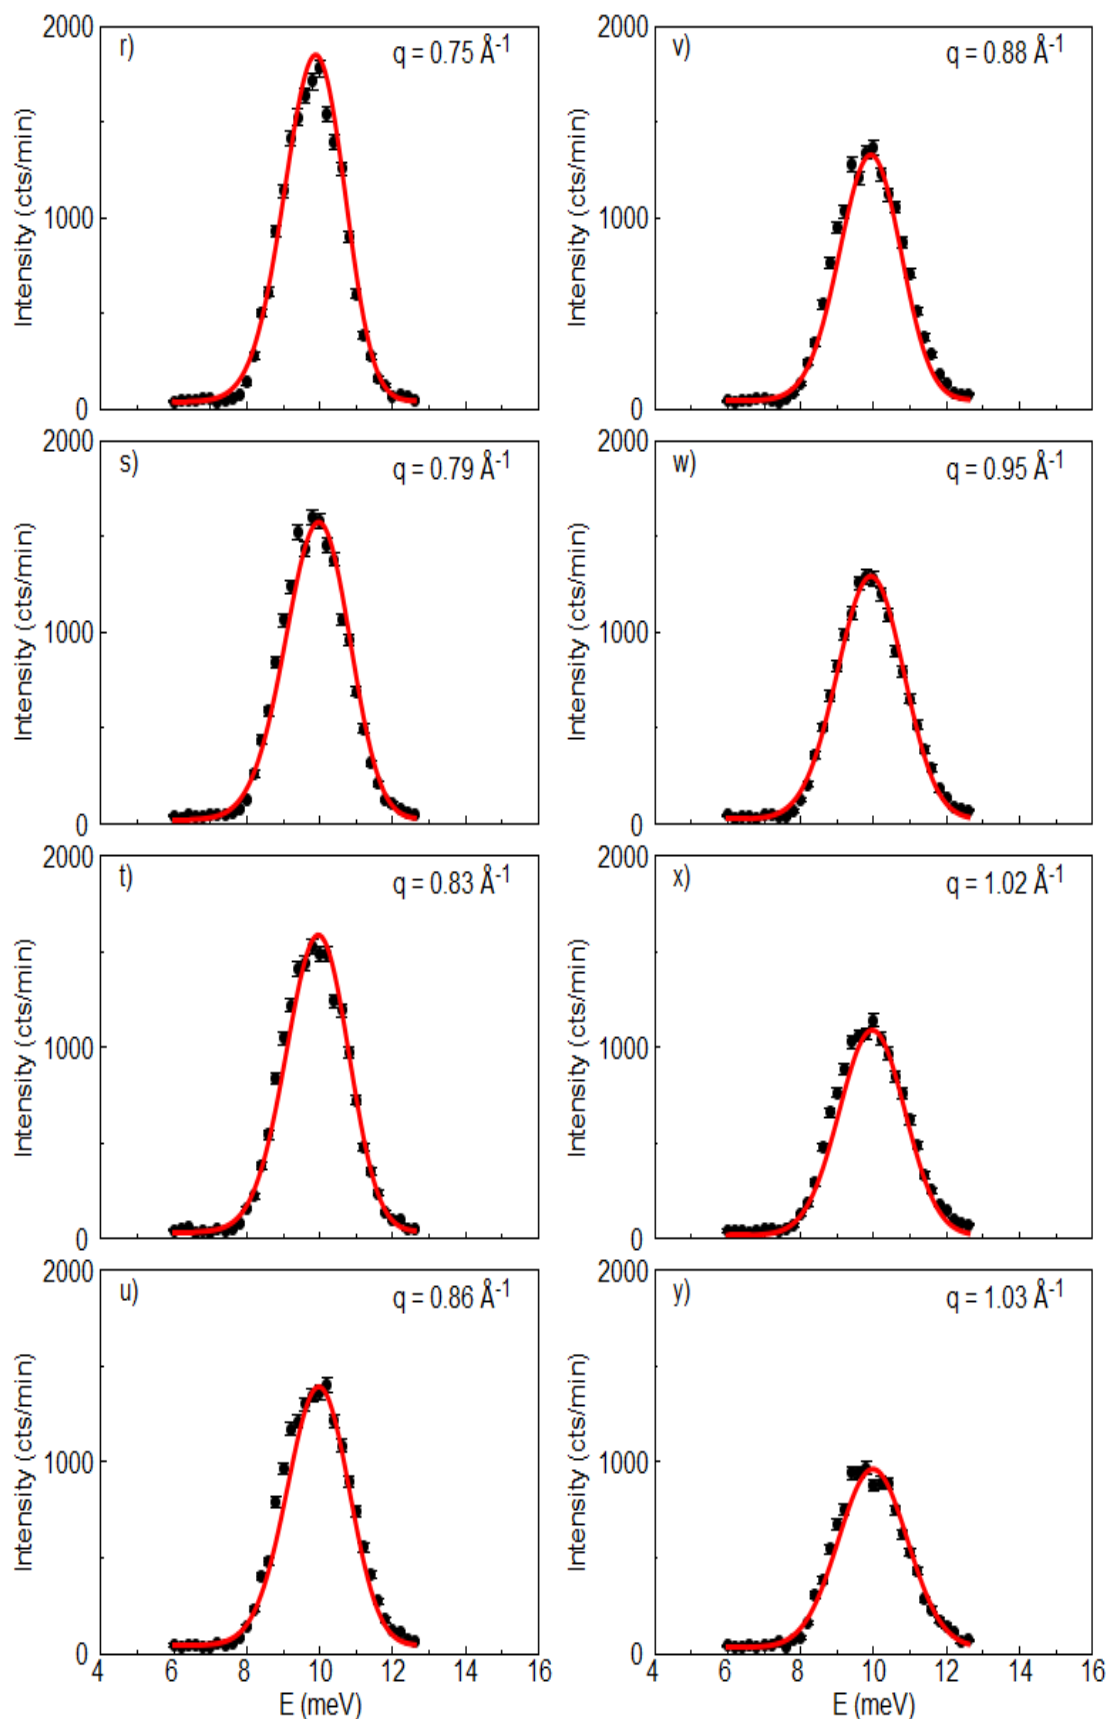 2000
r)
q = 0.75 Å-1
1000
0
Intensity (cts/min)
v)
q = 0.88 Å-1
2000
1000
0
Intensity (cts/min)
2000
s)
q = 0.79 Å-1
1000
0
Intensity (cts/min)
2000
w)
q = 0.95 Å-1
1000
0
Intensity (cts/min)
2000
t)
q = 0.83 Å-1
1000
0
Intensity (cts/min)
2000
x)
q = 1.02 Å-1
1000
0
Intensity (cts/min)
2000
u)
q = 0.86 Å-1
1000
0
Intensity (cts/min)
4 6 8 10 12 14 16
E (meV)
2000
y)
q = 1.03 Å-1
1000
0
Intensity (cts/min)
4 6 8 10 12 14 16
E (meV)